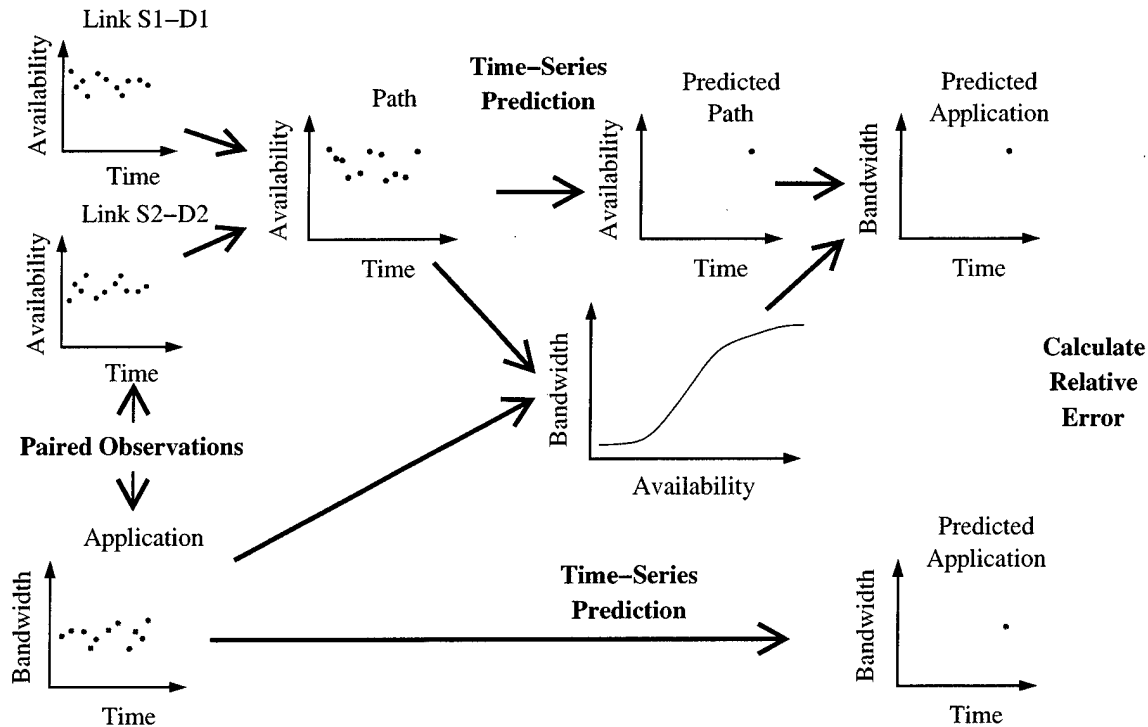 Link S1–D1
Availability
Time
Link S2–D2
Availability
Time
Paired Observations
Application
Bandwidth
Time
Path
Availability
Time
Time–Series
Prediction
Predicted
Path
Availability
Time
Predicted
Application
Bandwidth
Time
Bandwidth
Availability
Calculate
Relative
Error
Time–Series
Prediction
Predicted
Application
Bandwidth
Time